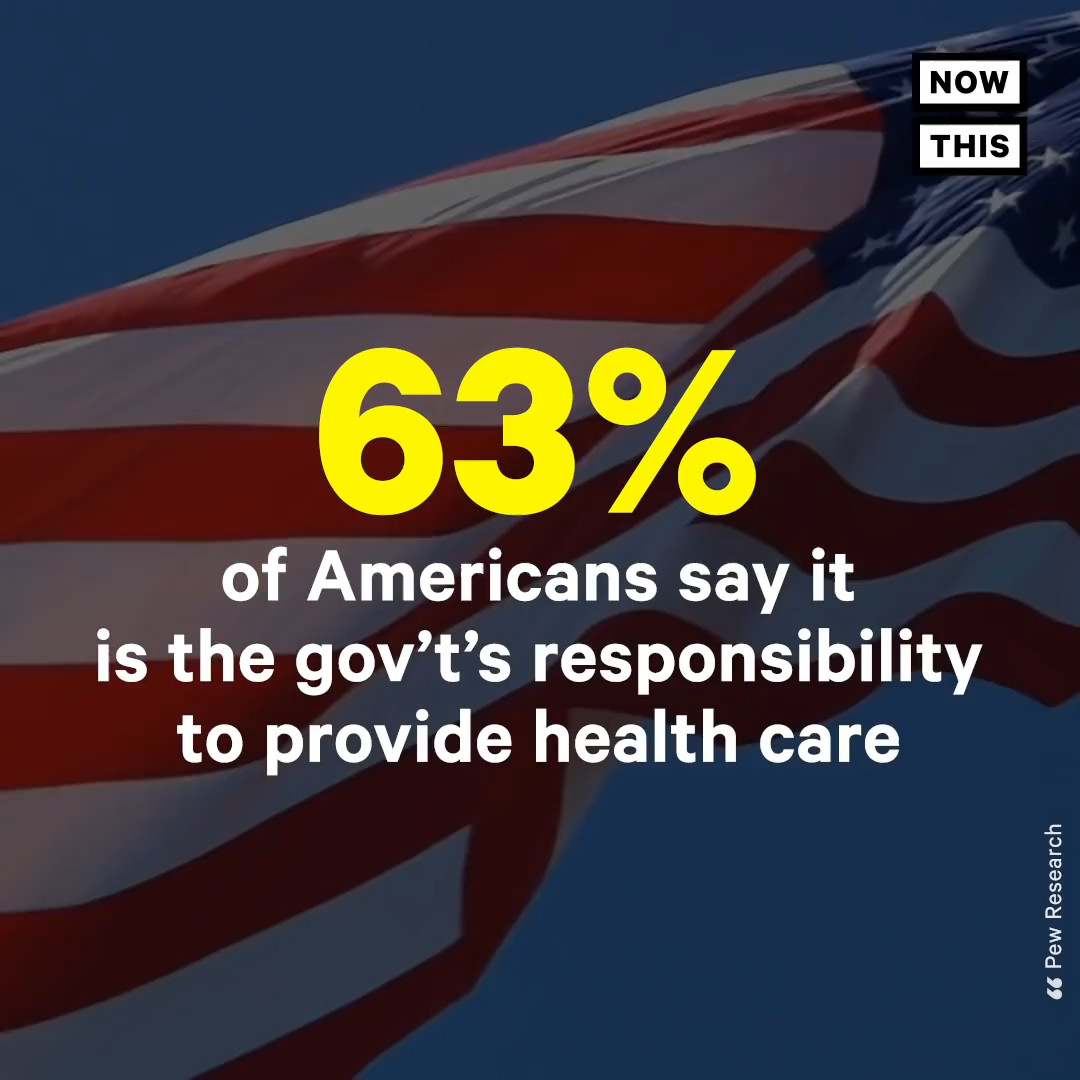 NOW
THIS
63%
of Americans say it
is the gov’t’s responsibility
to provide health care
“ Pew Research